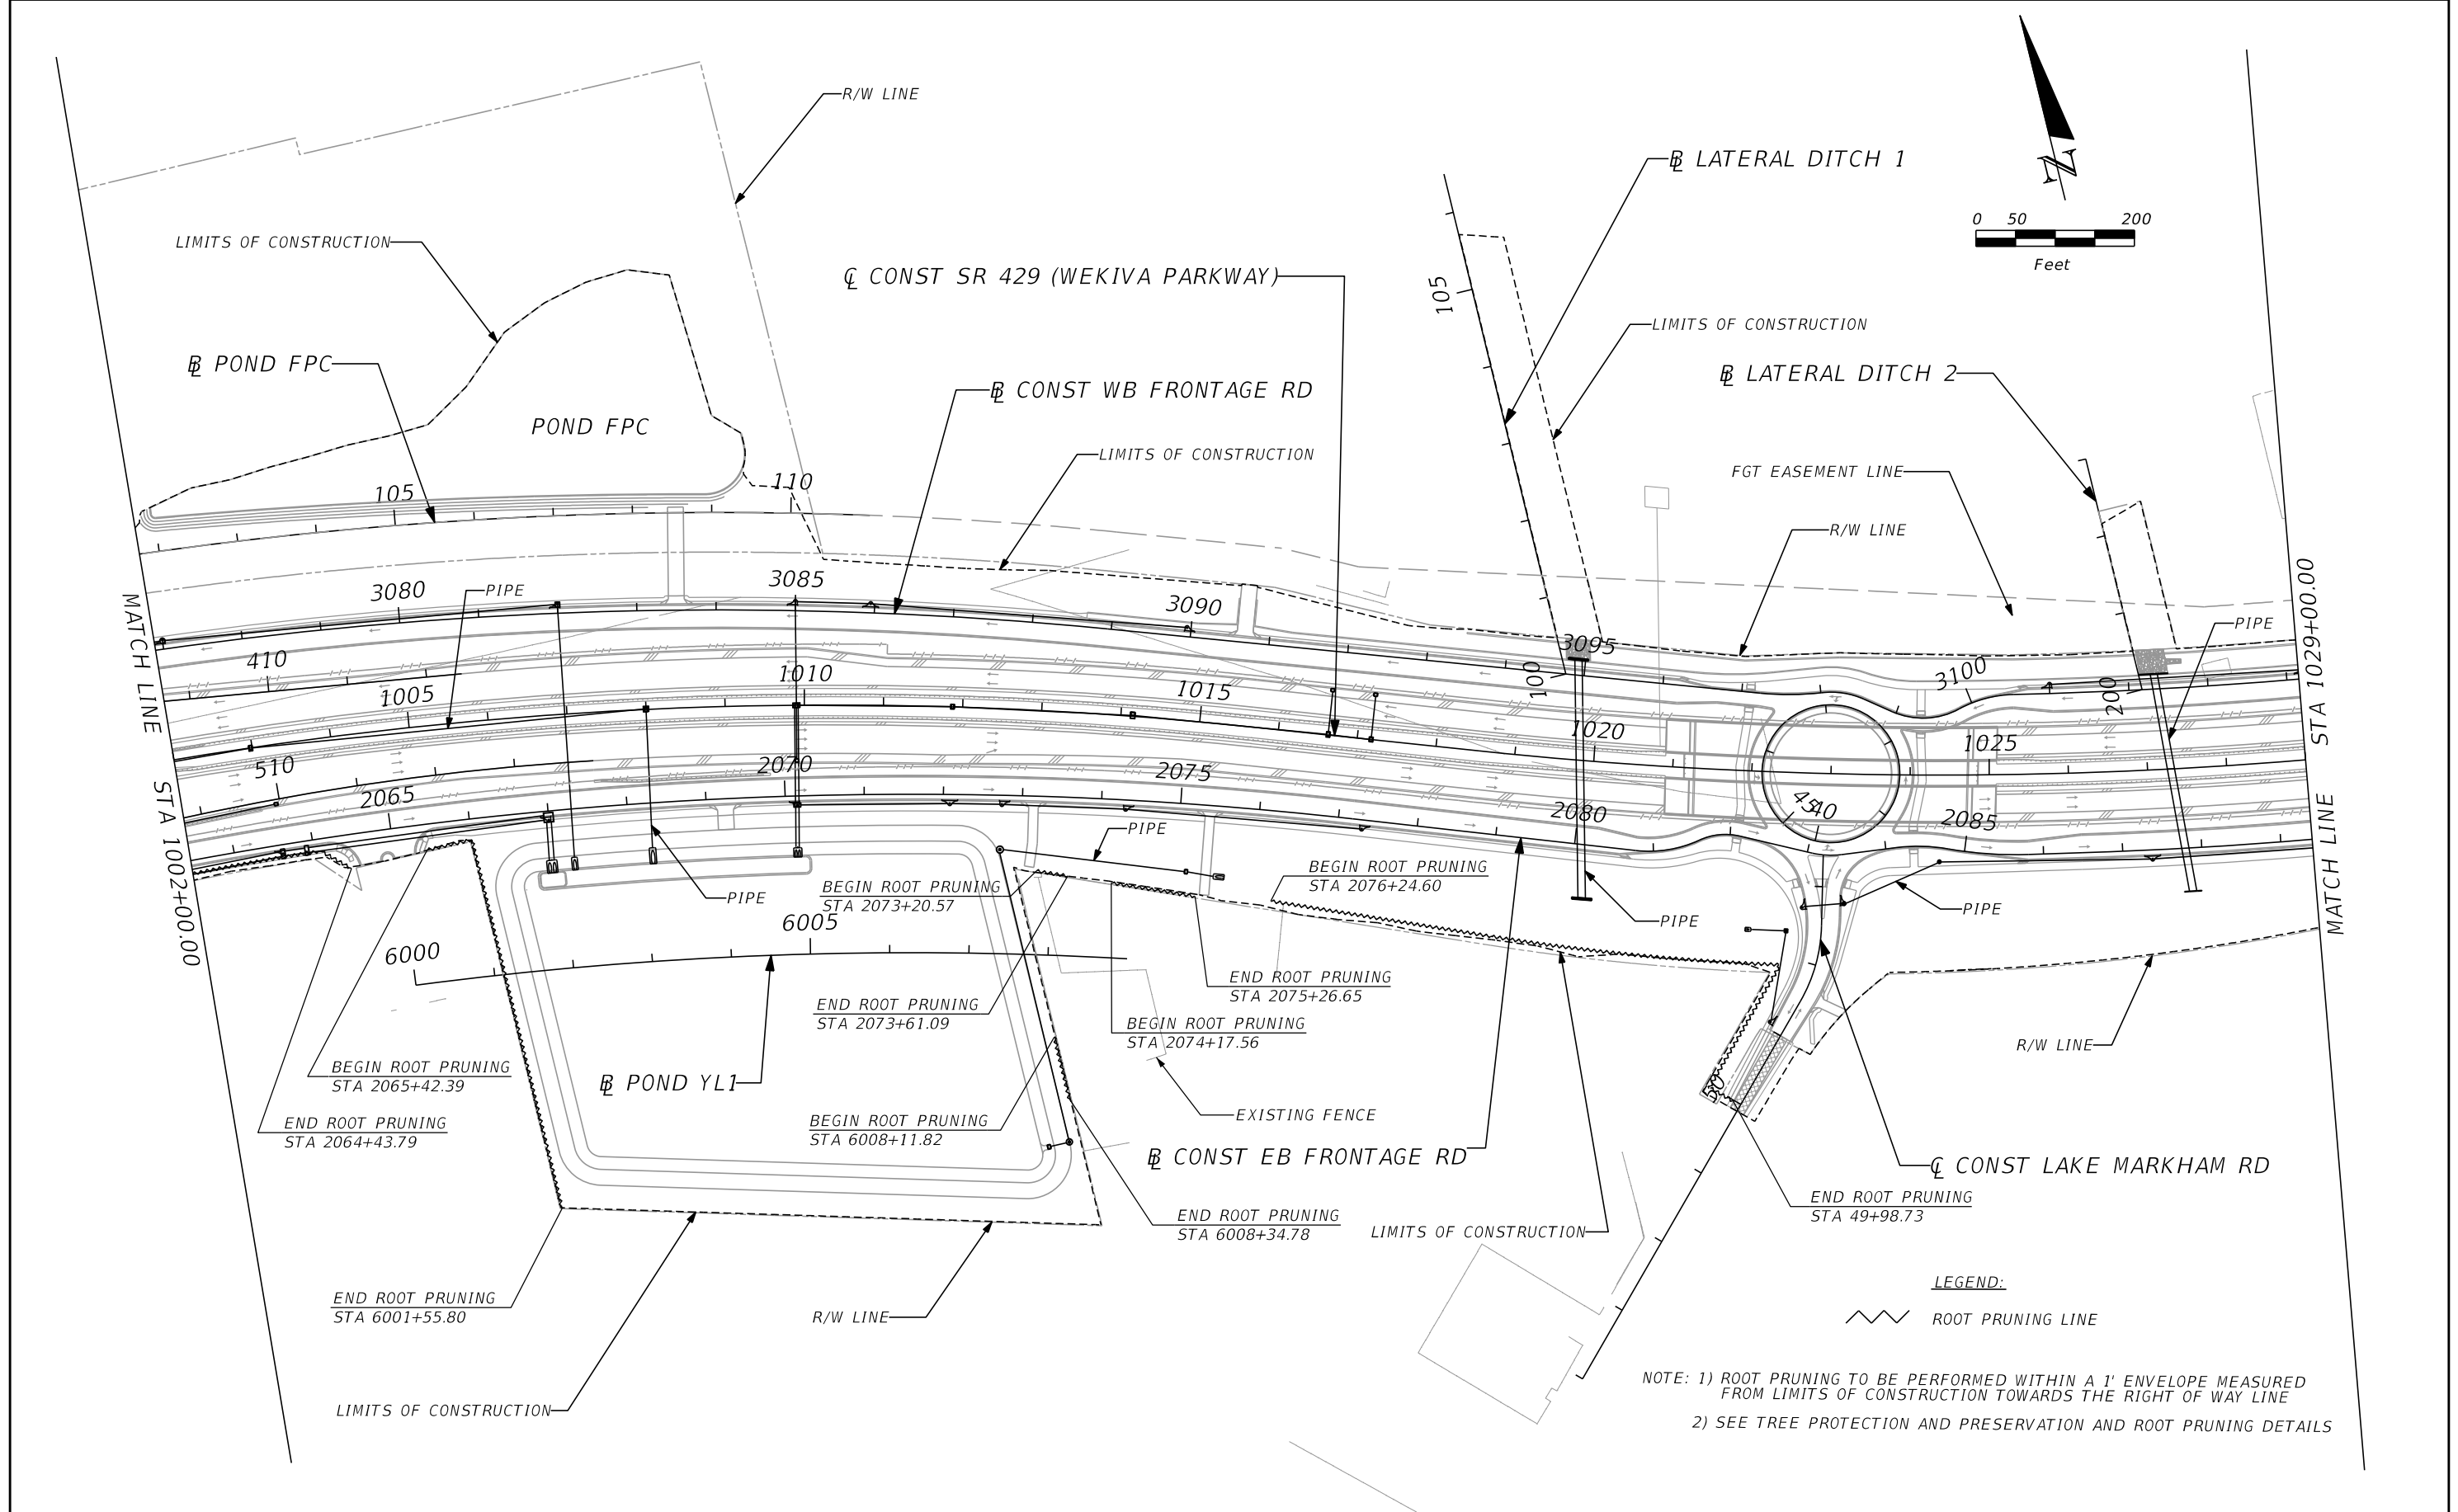 R/W LINE
LIMITS OF CONSTRUCTION
℄ CONST SR 429 (WEKIVA PARKWAY)
BL LATERAL DITCH 1
N
0 50 200
Feet
BL POND FPC
POND FPC
BL CONST WB FRONTAGE RD
LIMITS OF CONSTRUCTION
105
LIMITS OF CONSTRUCTION
BL LATERAL DITCH 2
FGT EASEMENT LINE
R/W LINE
105
110
MATCH LINE STA 1002+00.00
3080
PIPE
3085
3090
3095
100
3100
200
PIPE
MATCH LINE STA 1029+00.00
410
1005
1010
1015
1020
1025
510
2065
2070
2075
2080
45
40
2085
PIPE
PIPE
BEGIN ROOT PRUNING
STA 2073+20.57
BEGIN ROOT PRUNING
STA 2076+24.60
PIPE
PIPE
6000
6005
END ROOT PRUNING
STA 2073+61.09
END ROOT PRUNING
STA 2075+26.65
BEGIN ROOT PRUNING
STA 2074+17.56
R/W LINE
BEGIN ROOT PRUNING
STA 2065+42.39
BL POND YL1
50
END ROOT PRUNING
STA 2064+43.79
BEGIN ROOT PRUNING
STA 6008+11.82
EXISTING FENCE
BL CONST EB FRONTAGE RD
℄ CONST LAKE MARKHAM RD
END ROOT PRUNING
STA 6008+34.78
LIMITS OF CONSTRUCTION
END ROOT PRUNING
STA 49+98.73
END ROOT PRUNING
STA 6001+55.80
R/W LINE
LIMITS OF CONSTRUCTION
LEGEND:
ROOT PRUNING LINE
NOTE: 1) ROOT PRUNING TO BE PERFORMED WITHIN A 1' ENVELOPE MEASURED
FROM LIMITS OF CONSTRUCTION TOWARDS THE RIGHT OF WAY LINE
2) SEE TREE PROTECTION AND PRESERVATION AND ROOT PRUNING DETAILS